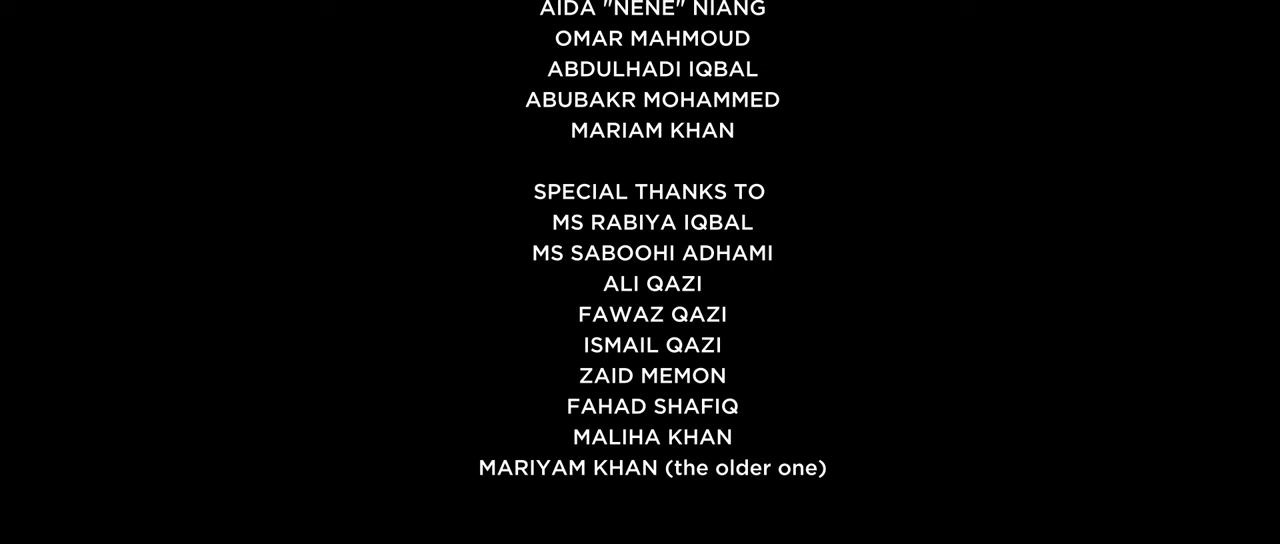 AIDA "NENE" NIANG
OMAR MAHMOUD
ABDULHADI IQBAL
ABUBAKR MOHAMMED
MARIAM KHAN
SPECIAL THANKS TO
MS RABIYA IQBAL
MS SABOOHI ADHAMI
ALI QAZI
FAWAZ QAZI
ISMAIL QAZI
ZAID MEMON
FAHAD SHAFIQ
MALIHA KHAN
MARIYAM KHAN (the older one)